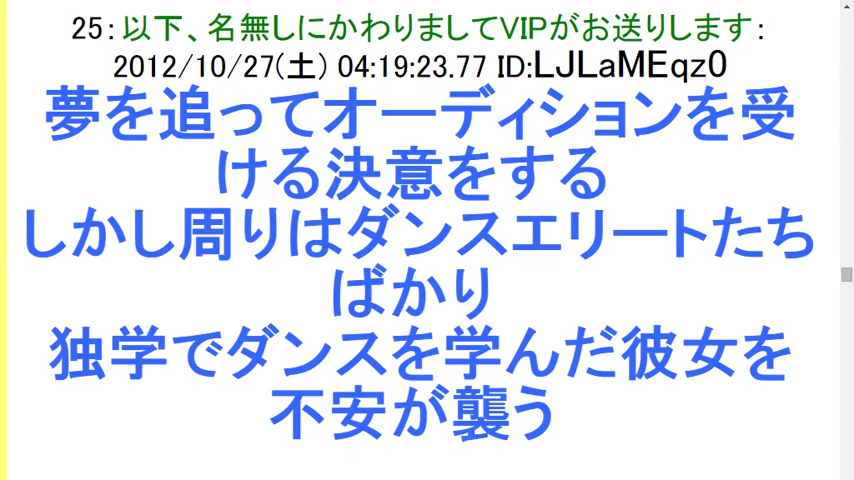 25：以下、名無しにかわりましてVIPがお送りします：
2012/10/27(土) 04:19:23.77 ID:LJLaMEqz0
夢を追ってオーディションを受
ける決意をする
しかし周りはダンスエリートたち
ばかり
独学でダンスを学んだ彼女を
不安が襲う